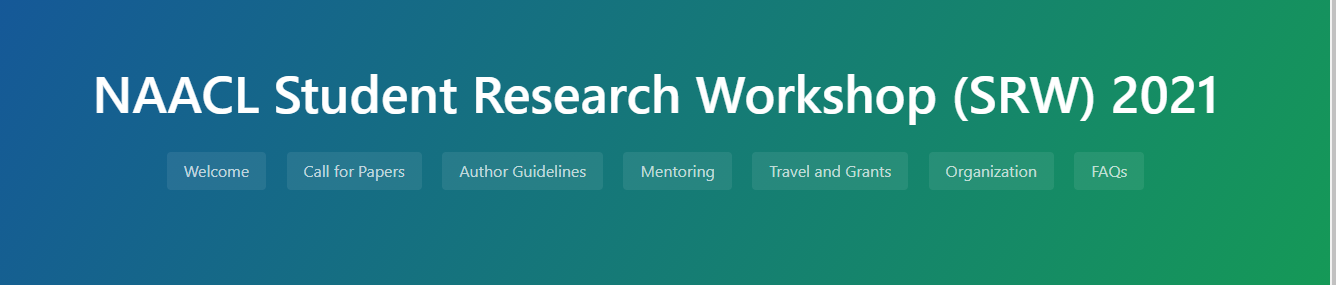 NAACL Student Research Workshop (SRW) 2021
Welcome Call for Papers Author Guidelines Mentoring Travel and Grants Organization FAQs